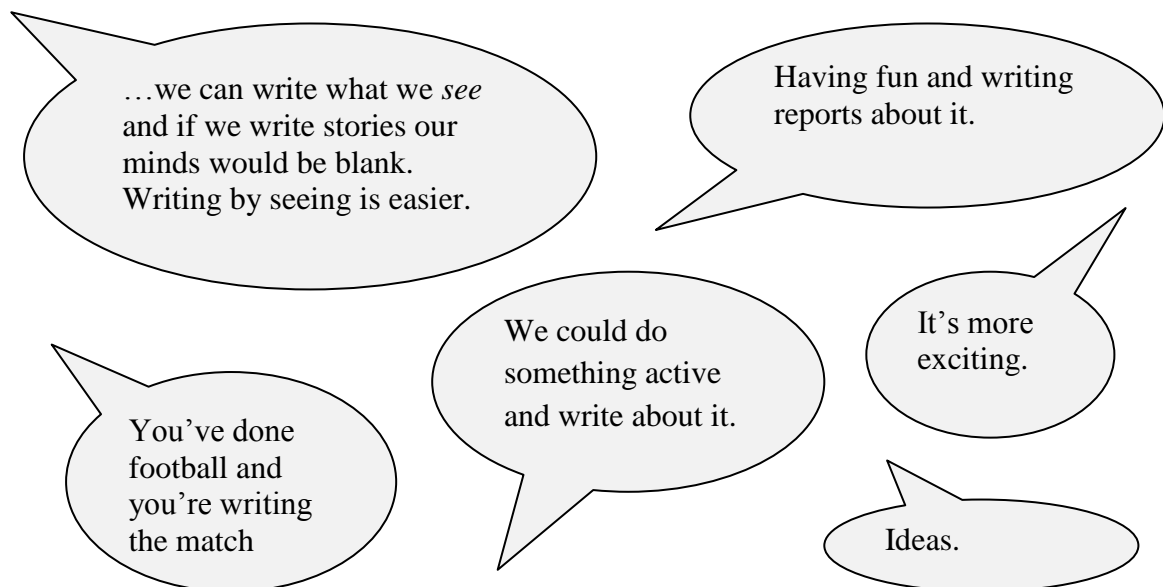 …we can write what we see
and if we write stories our
minds would be blank.
Writing by seeing is easier.
Having fun and writing
reports about it.
We could do
something active
and write about it.
It’s more
exciting.
You’ve done
football and
you’re writing
the match
Ideas.